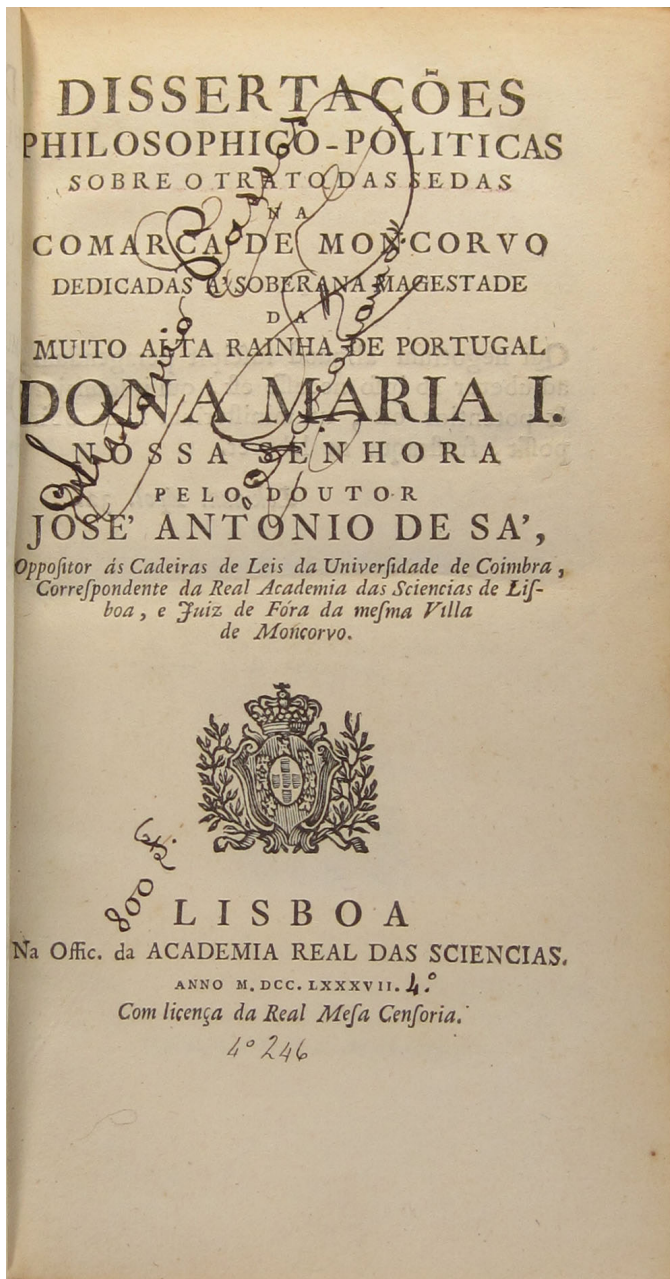 DISSERTAÇÕES
PHILOSOPHICO-POLITICAS
SOBRE O TRATO DAS SEDAS
NA
COMARCA DE MONCORVO
DEDICADAS A' SOBERANA MAGESTADE
DA
MUITO ALTA RAINHA DE PORTUGAL
DONA MARIA I.
NOSSA SENHORA
PELO DOUTOR
JOSE' ANTONIO DE SA',
Oppoſitor ás Cadeiras de Leis da Univerſidade de Coimbra,
Correſpondente da Real Academia das Sciencias de Liſ-
boa, e Juiz de Fóra da meſma Villa
de Moncorvo.
800
LISBOA
Na Offic. da ACADEMIA REAL DAS SCIENCIAS.
ANNO M. DCC. LXXXVII. 4.º
Com licença da Real Meſa Cenſoria.
4º 246